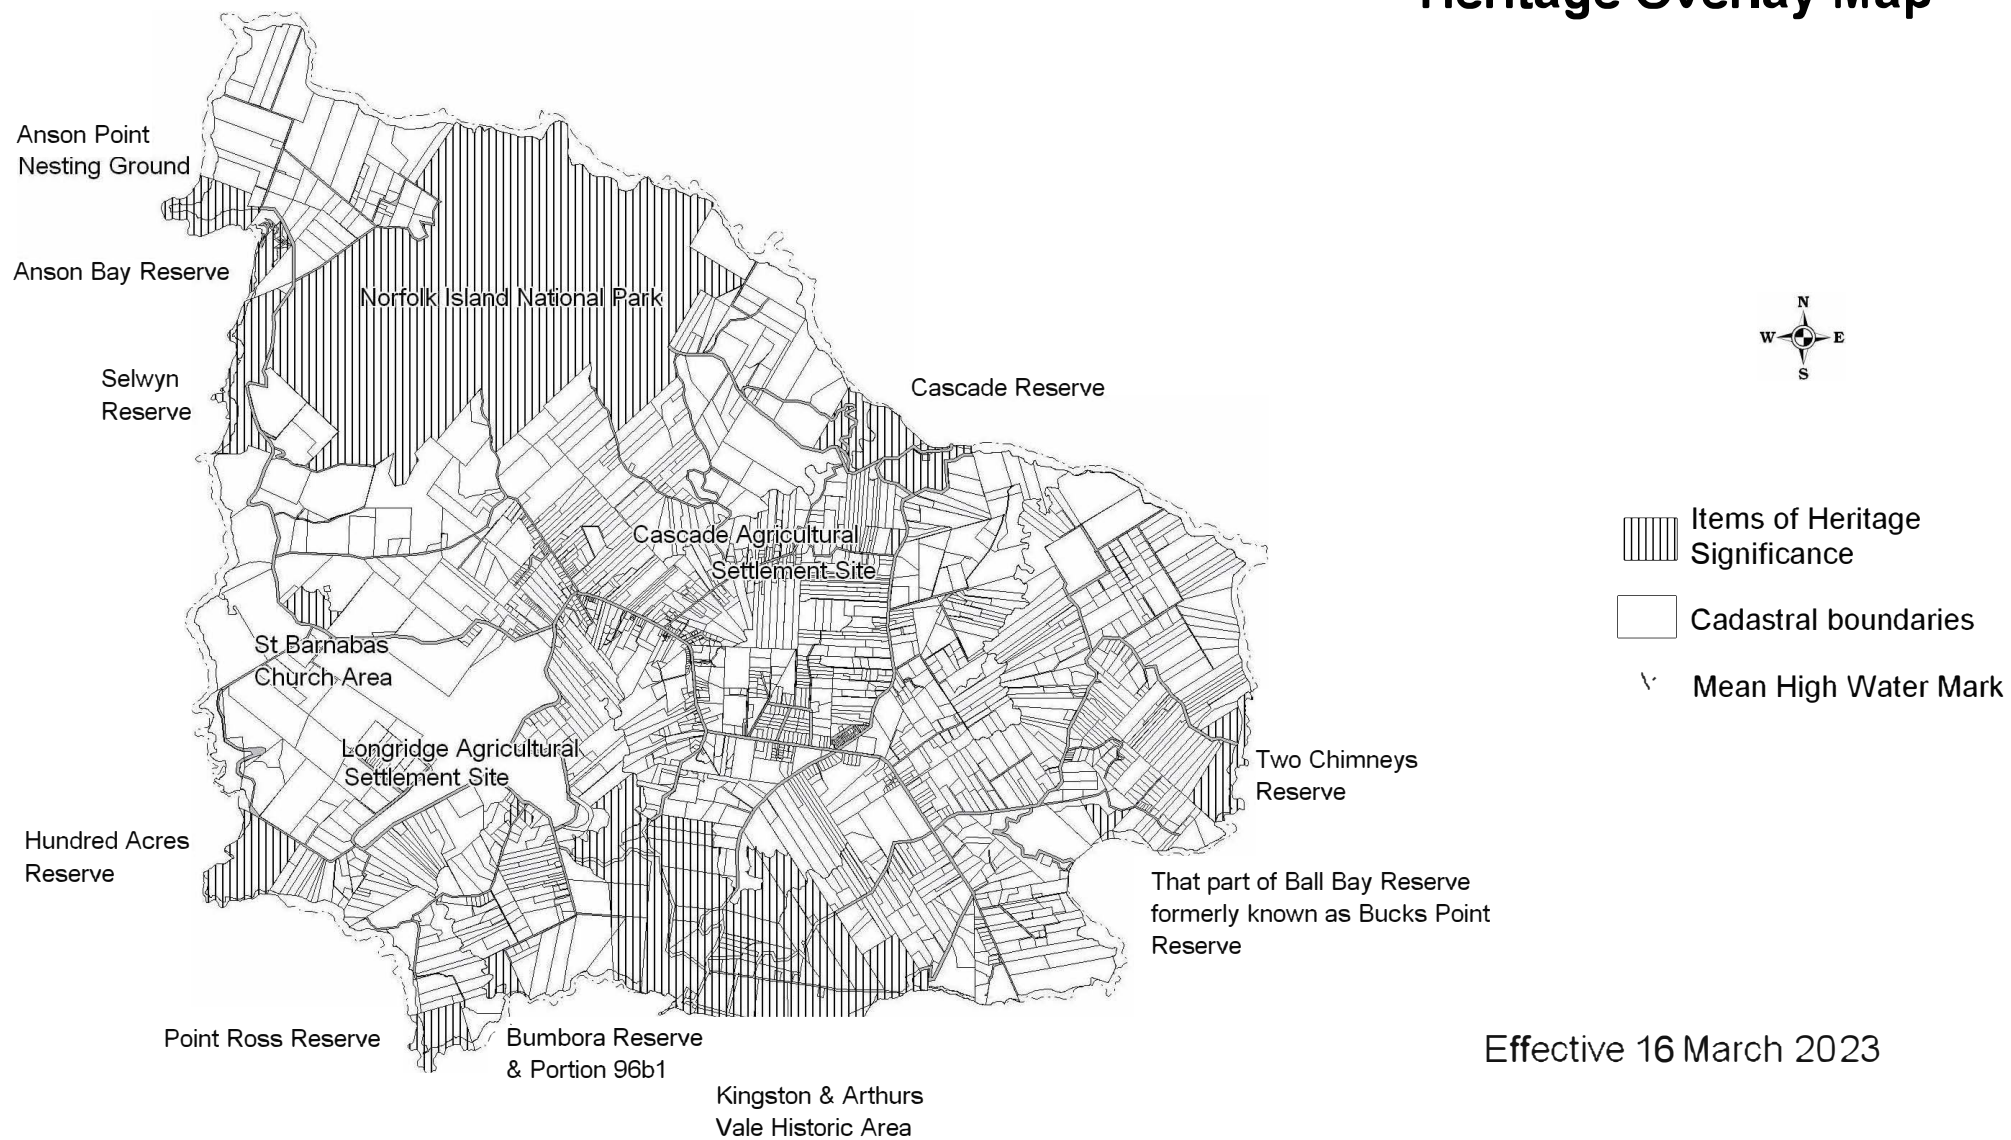 Heritage Overlay Map
Anson Point
Nesting Ground
Anson Bay Reserve
Norfolk Island National Park
Selwyn
Reserve
Cascade Reserve
N
W E
S
Cascade Agricultural
Settlement Site
Items of Heritage
Significance
Cadastral boundaries
Mean High Water Mark
St Barnabas
Church Area
Longridge Agricultural
Settlement Site
Two Chimneys
Reserve
Hundred Acres
Reserve
That part of Ball Bay Reserve
formerly known as Bucks Point
Reserve
Point Ross Reserve
Bumbora Reserve
& Portion 96b1
Kingston & Arthurs
Vale Historic Area
Effective 16 March 2023